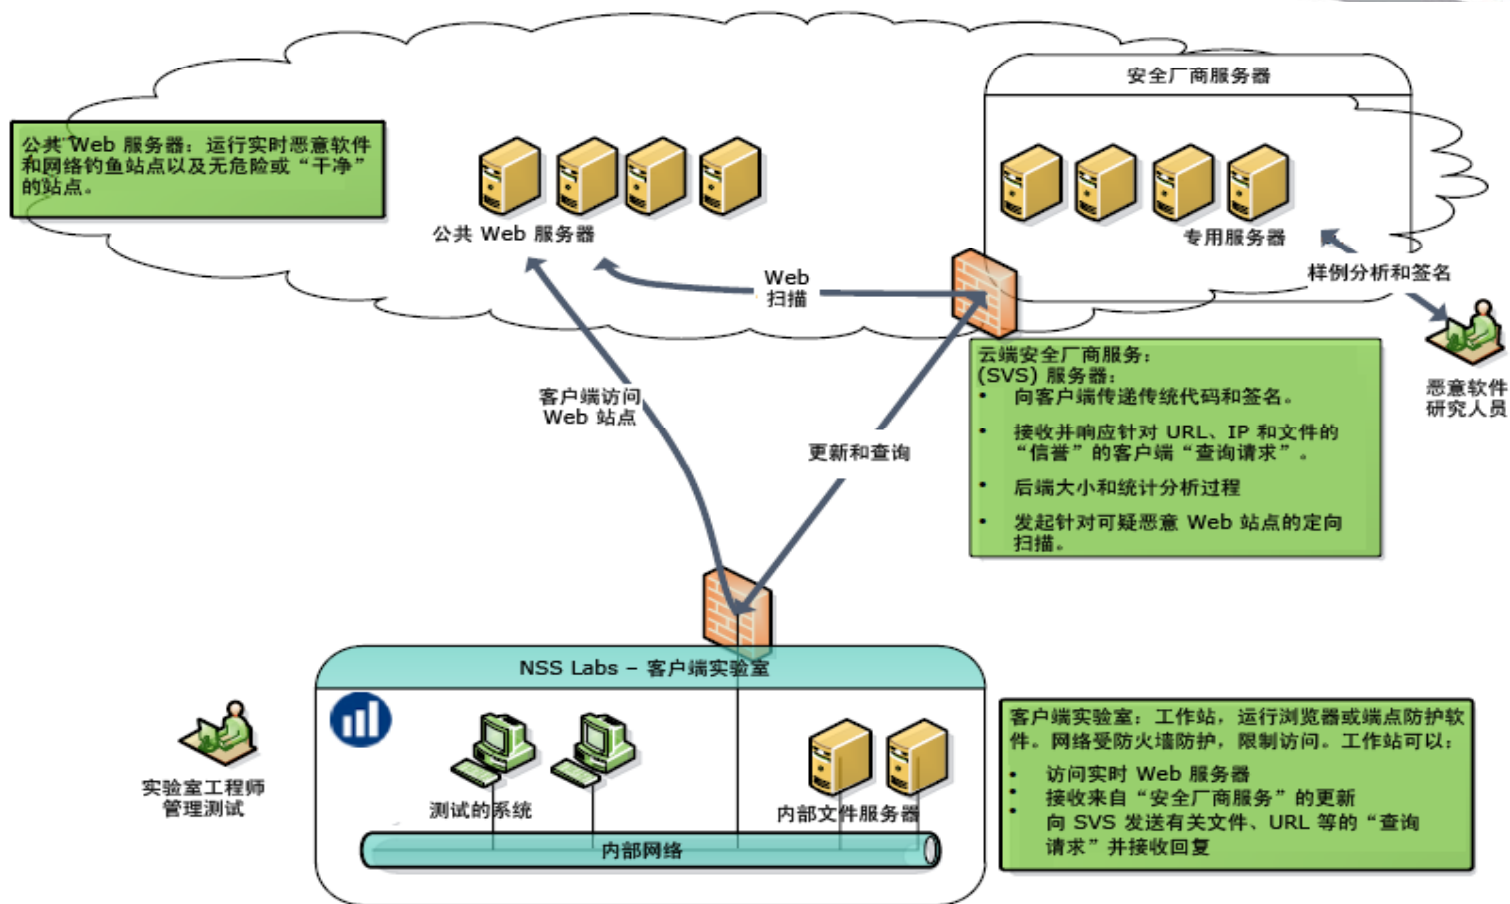 安全厂商服务器
公共 Web 服务器：运行实时恶意软件
和网络钓鱼站点以及无危险或“干净”
的站点。
公共 Web 服务器
专用服务器
样例分析和签名
Web
扫描
恶意软件
研究人员
云端安全厂商服务：
(SVS) 服务器：
• 向客户端传递传统代码和签名。
• 接收并响应针对 URL、IP 和文件的
“信誉”的客户端“查询请求”。
• 后端大小和统计分析过程
• 发起针对可疑恶意 Web 站点的定向
扫描。
客户端访问
Web 站点
更新和查询
NSS Labs – 客户端实验室
实验室工程师
管理测试
测试的系统
内部文件服务器
内部网络
客户端实验室：工作站，运行浏览器或端点防护软
件。网络受防火墙防护，限制访问。工作站可以：
• 访问实时 Web 服务器
• 接收来自“安全厂商服务”的更新
• 向 SVS 发送有关文件、URL 等的“查询
请求”并接收回复